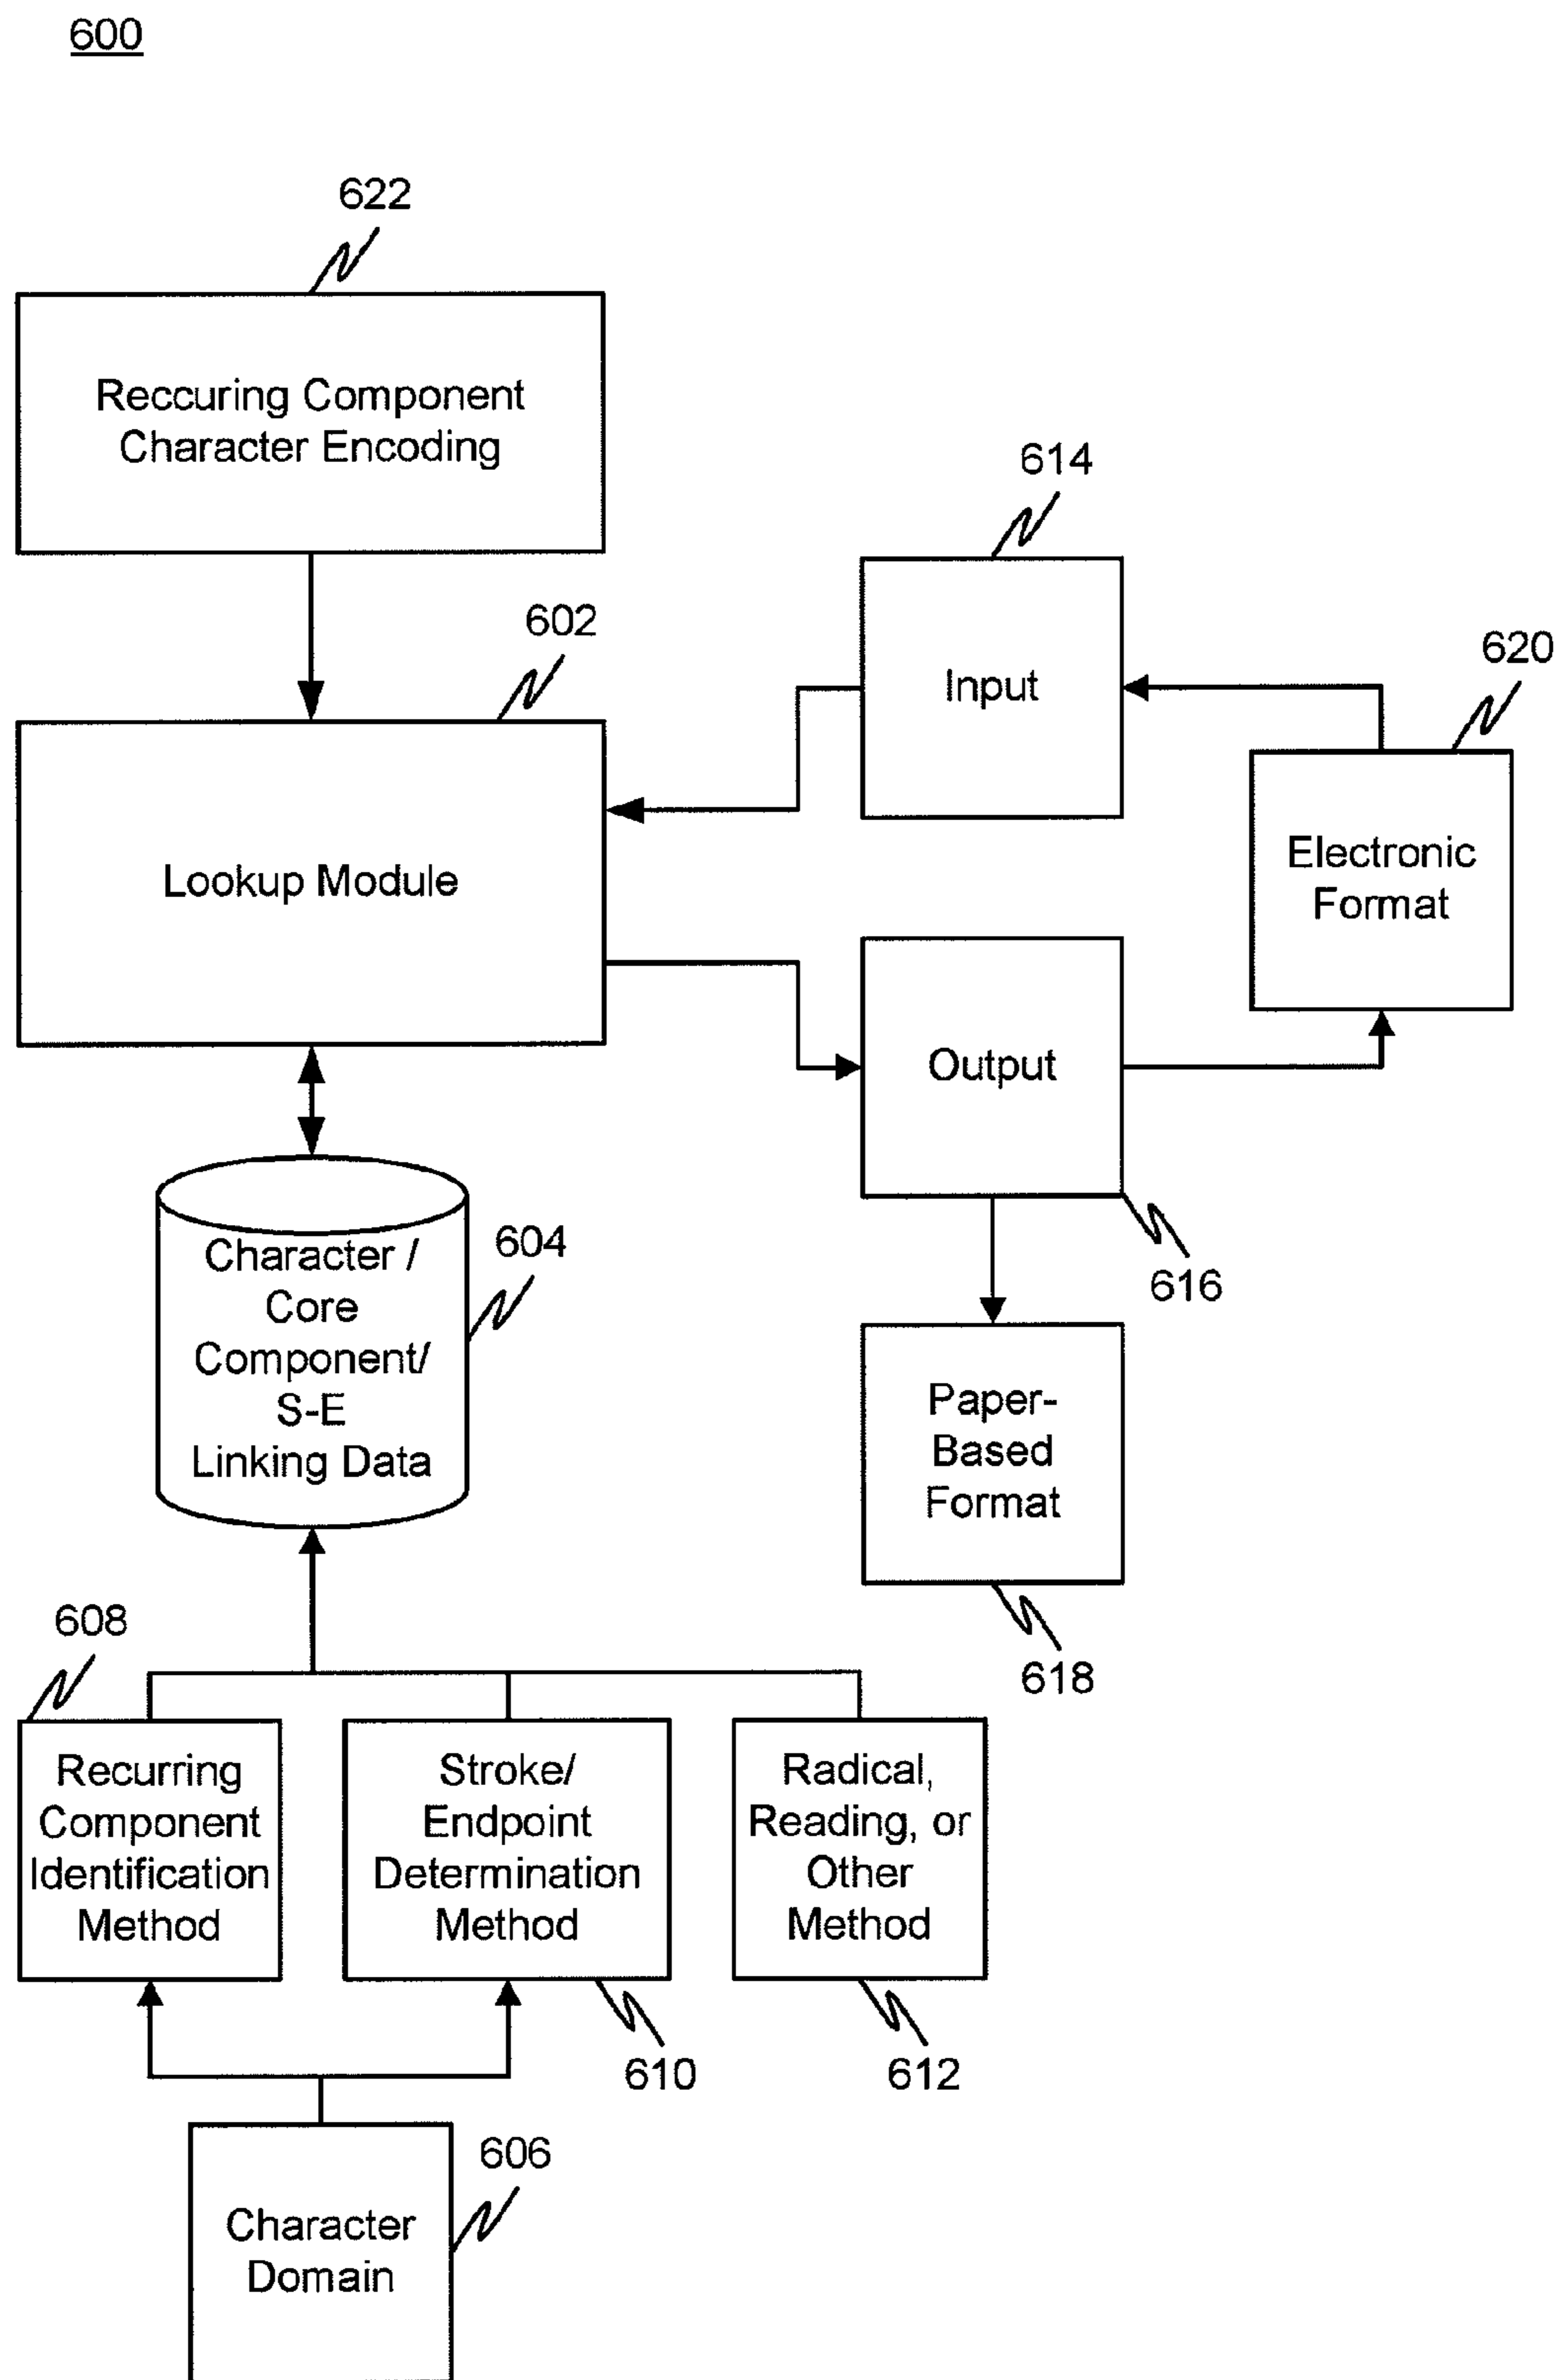 600
622
Reccuring Component
Character Encoding
614
602
620
Input
Lookup Module
Electronic
Format
Output
604
616
Character /
Core
Component/
S-E
Linking Data
Paper-
Based
Format
618
608
Recurring
Component
Identification
Method
Stroke/
Endpoint
Determination
Method
Radical,
Reading, or
Other
Method
610
612
606
Character
Domain